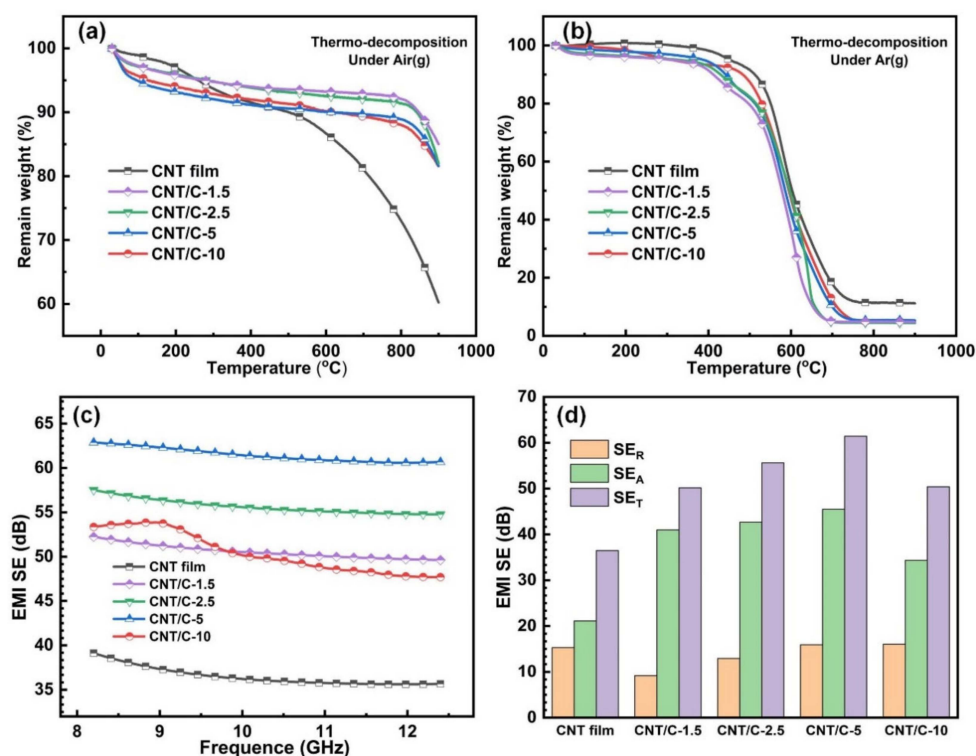 (a)
Thermo-decomposition
Under Air(g)
100
90
80
70
60
Remain weight (%)
CNT film
CNT/C-1.5
CNT/C-2.5
CNT/C-5
CNT/C-10
0 200 400 600 800 1000
Temperature (°C)
(b)
Thermo-decomposition
Under Ar(g)
100
80
60
40
20
0
Remain weight (%)
CNT film
CNT/C-1.5
CNT/C-2.5
CNT/C-5
CNT/C-10
0 200 400 600 800 1000
Temperature (°C)
(c)
65
60
55
50
45
40
35
EMI SE (dB)
CNT film
CNT/C-1.5
CNT/C-2.5
CNT/C-5
CNT/C-10
8 9 10 11 12
Frequence (GHz)
(d)
70
60
50
40
30
20
10
0
EMI SE (dB)
SE_R
SE_A
SE_T
CNT film CNT/C-1.5 CNT/C-2.5 CNT/C-5 CNT/C-10